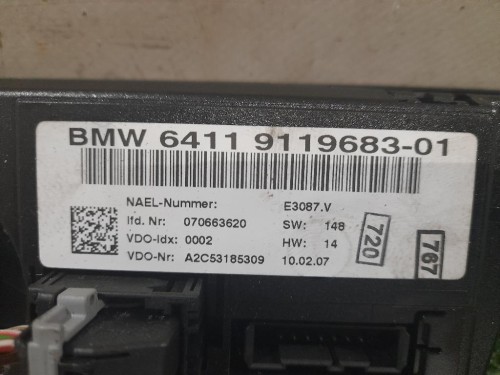 BMW 6411 9119683-01
NAEL-Nummer: E3087.V
lfd. Nr: 070663620 SW: 148
VDO-Idx: 0002 HW: 14
VDO-Nr: A2C53185309 10.02.07
720
767